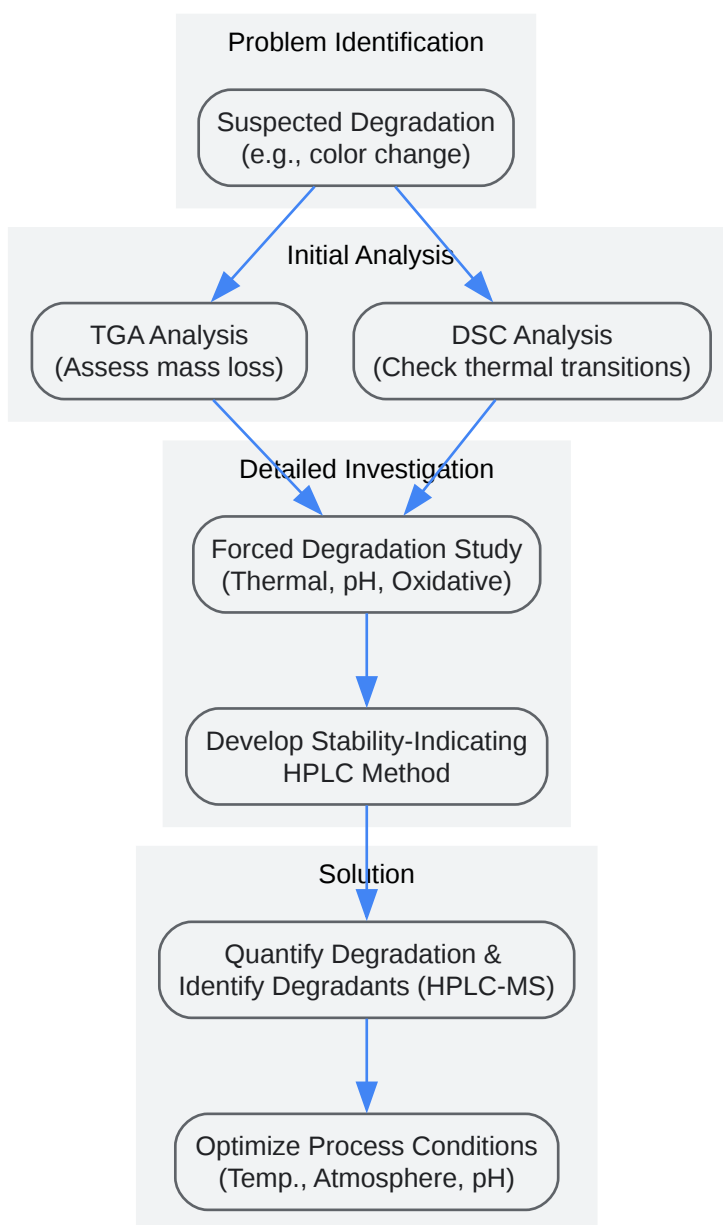 Problem Identification
Suspected Degradation
(e.g., color change)
Initial Analysis
TGA Analysis
(Assess mass loss)
DSC Analysis
(Check thermal transitions)
Detailed Investigation
Forced Degradation Study
(Thermal, pH, Oxidative)
Develop Stability-Indicating
HPLC Method
Solution
Quantify Degradation &
Identify Degradants (HPLC-MS)
Optimize Process Conditions
(Temp., Atmosphere, pH)